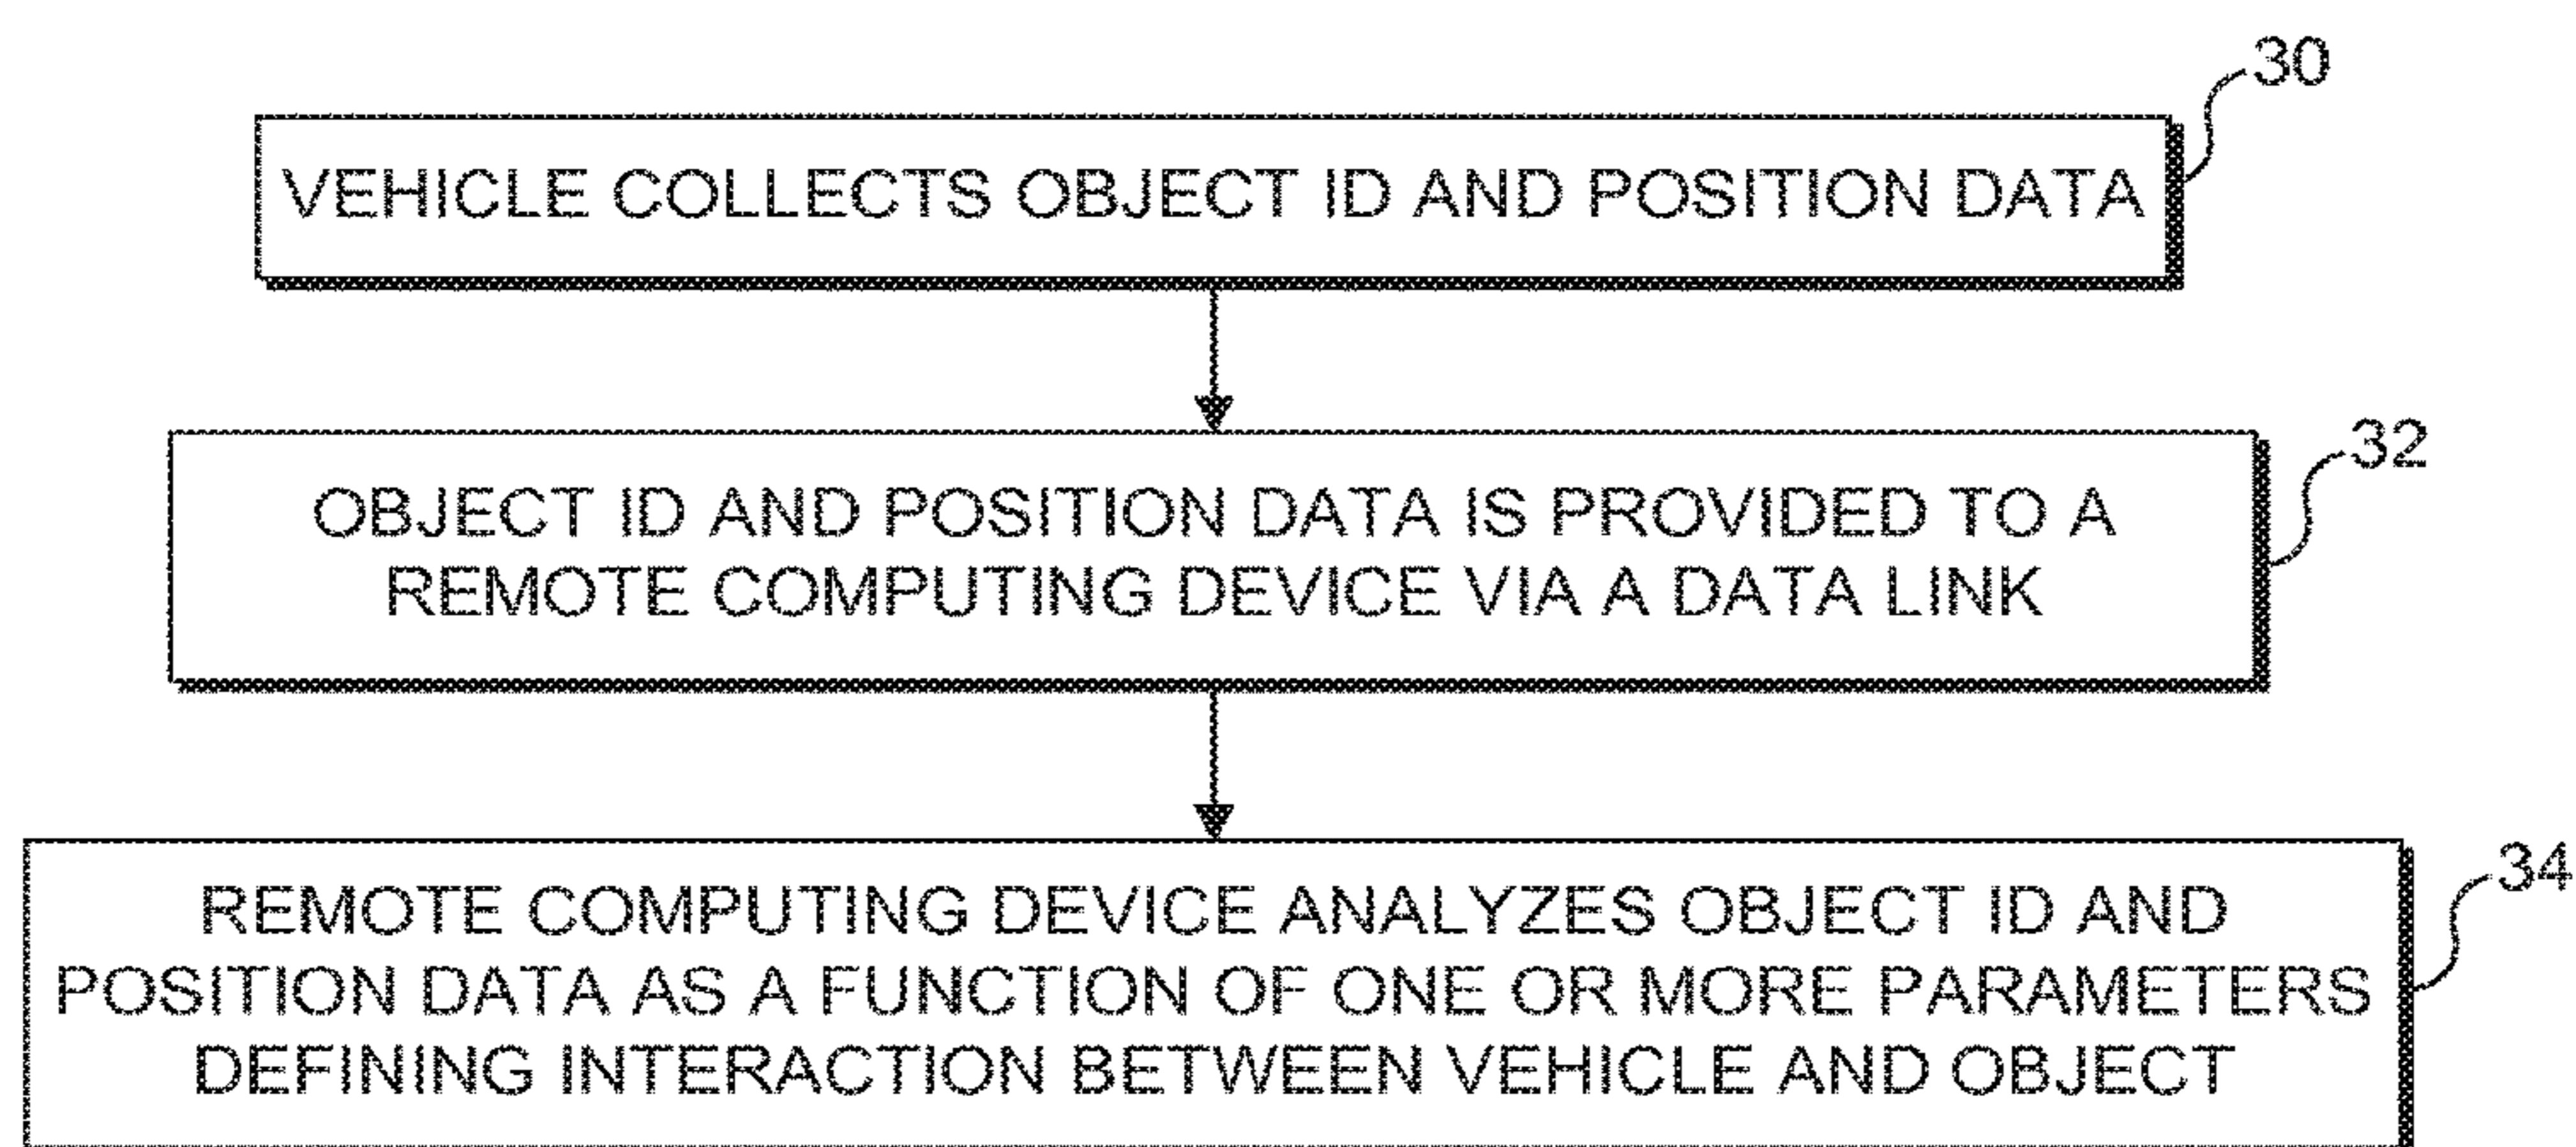 30
VEHICLE COLLECTS OBJECT ID AND POSITION DATA
32
OBJECT ID AND POSITION DATA IS PROVIDED TO A
REMOTE COMPUTING DEVICE VIA A DATA LINK
34
REMOTE COMPUTING DEVICE ANALYZES OBJECT ID AND
POSITION DATA AS A FUNCTION OF ONE OR MORE PARAMETERS
DEFINING INTERACTION BETWEEN VEHICLE AND OBJECT